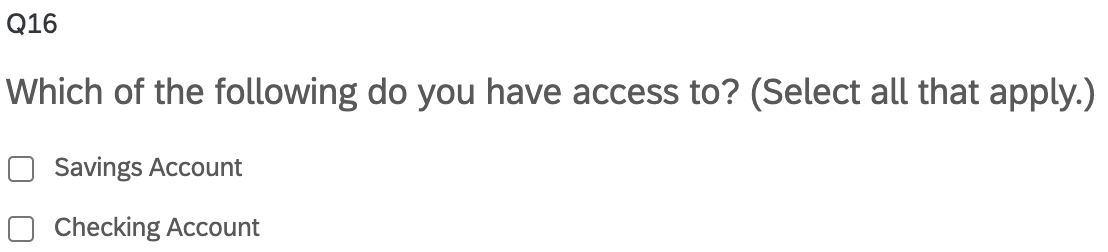 Q16
Which of the following do you have access to? (Select all that apply.)
Savings Account
Checking Account